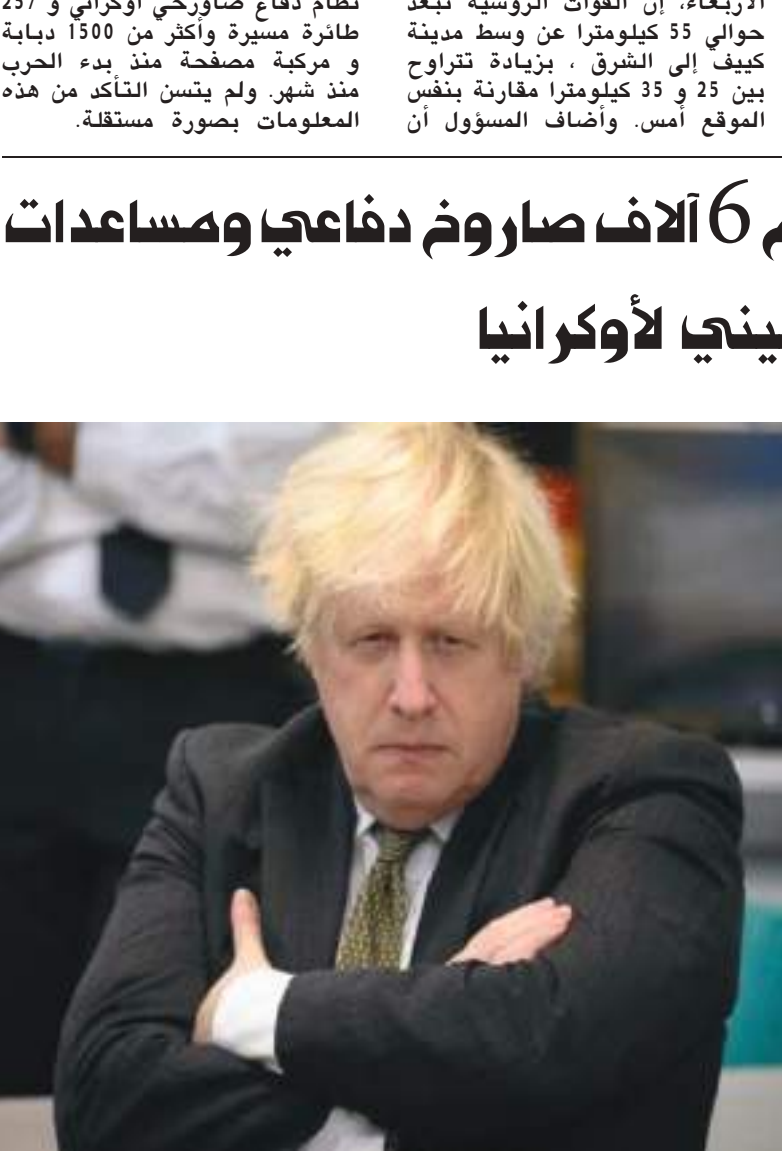 الأربعاء، إن القوات الروسية تبعد
حوالي 55 كيلومترا عن وسط مدينة
كييف إلى الشرق ، بزيادة تتراوح
بين 25 و 35 كيلومترا مقارنة بنفس
الموقع أمس. وأضاف المسؤول أن
نظام دفاع صاروخي أوكراني و 257
طائرة مسيرة وأكثر من 1500 دبابة
و مركبة مصفحة منذ بدء الحرب
منذ شهر. ولم يتسن التأكد من هذه
المعلومات بصورة مستقلة.
6 آلاف صاروخ دفاعي ومساعدات
لأوكرانيا